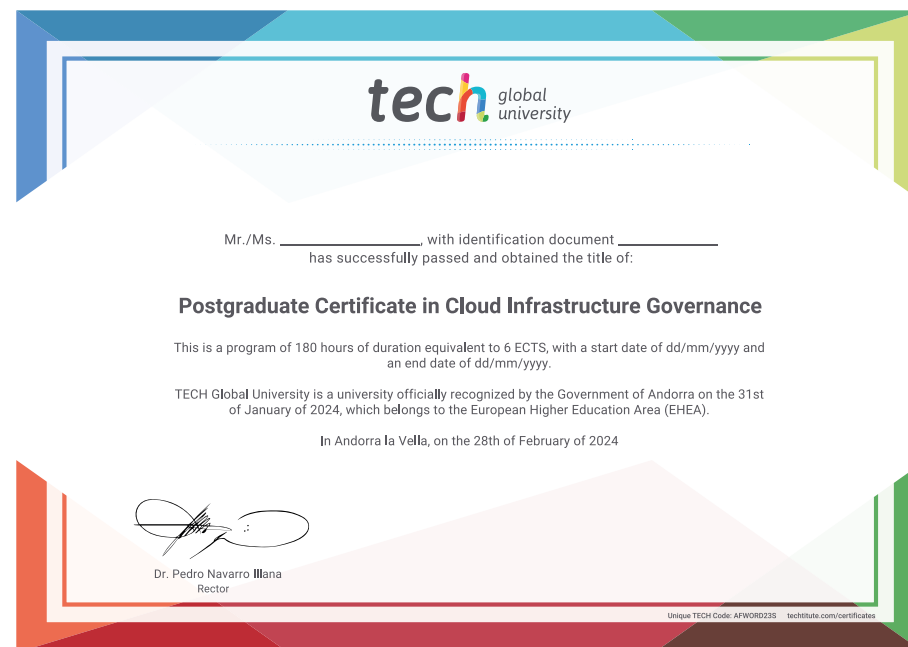 tech global
university
Mr./Ms. ____________________, with identification document ______________
has successfully passed and obtained the title of:
Postgraduate Certificate in Cloud Infrastructure Governance
This is a program of 180 hours of duration equivalent to 6 ECTS, with a start date of dd/mm/yyyy and
an end date of dd/mm/yyyy.
TECH Global University is a university officially recognized by the Government of Andorra on the 31st
of January of 2024, which belongs to the European Higher Education Area (EHEA).
In Andorra la Vella, on the 28th of February of 2024
Dr. Pedro Navarro Illana
Rector
Unique TECH Code: AFWORD23S techtitute.com/certificates